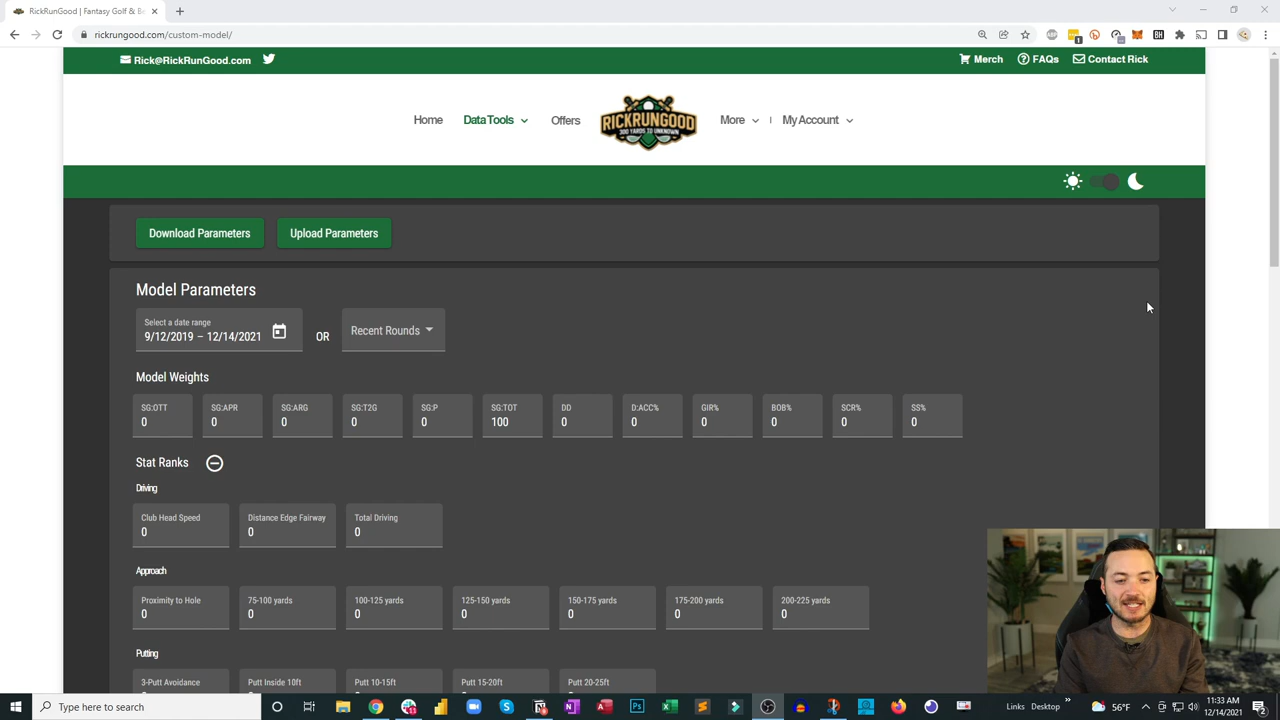 RickRunGood | Fantasy Golf & Be
rickrungood.com/custom-model/
Rick@RickRunGood.com
Merch
FAQs
Contact Rick
Home
Data Tools
Offers
RICKRUNGOOD
300 YARDS TO UNKNOWN
More
My Account
Download Parameters
Upload Parameters
Model Parameters
Select a date range
9/12/2019 – 12/14/2021
OR
Recent Rounds
Model Weights
SG:OTT SG:APR SG:ARG SG:T2G SG:P SG:TOT DD D:ACC% GIR% BOB% SCR% SS%
0 0 0 0 0 100 0 0 0 0 0 0
Stat Ranks
Driving
Club Head Speed Distance Edge Fairway Total Driving
0 0 0
Approach
Proximity to Hole 75-100 yards 100-125 yards 125-150 yards 150-175 yards 175-200 yards 200-225 yards
0 0 0 0 0 0 0
Putting
3-Putt Avoidance Putt Inside 10ft Putt 10-15ft Putt 15-20ft Putt 20-25ft
Type here to search
Links Desktop
56°F
11:33 AM
12/14/2021